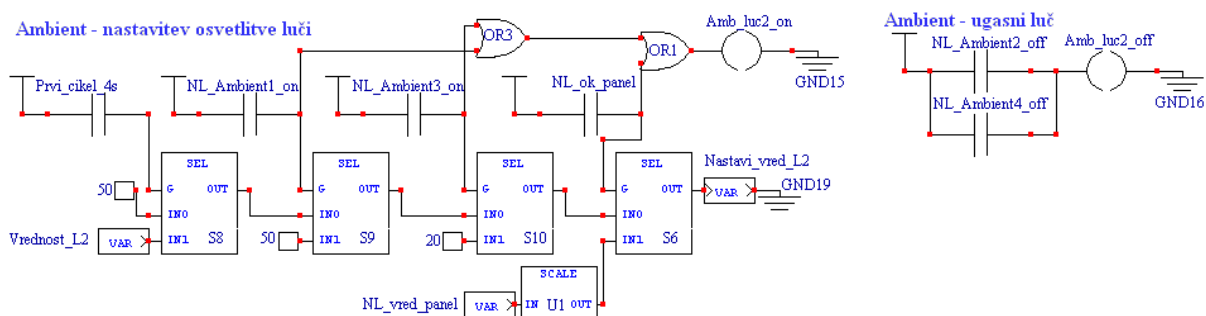 Ambient - nastavitev osvetlitve luči
Ambient - ugasni luč
Amb_luc2_on
OR3
OR1
GND15
NL_Ambient2_off
Amb_luc2_off
GND16
NL_Ambient4_off
Prvi_cikel_4s
NL_Ambient1_on
NL_Ambient3_on
NL_ok_panel
SEL
G OUT
IN0
IN1 S8
50
Vrednost_L2
VAR
SEL
G OUT
IN0
IN1 S9
50
SEL
G OUT
IN0
IN1 S10
20
SEL
G OUT
IN0
IN1 S6
Nastavi_vred_L2
VAR
GND19
NL_vred_panel
VAR
SCALE
IN U1 OUT